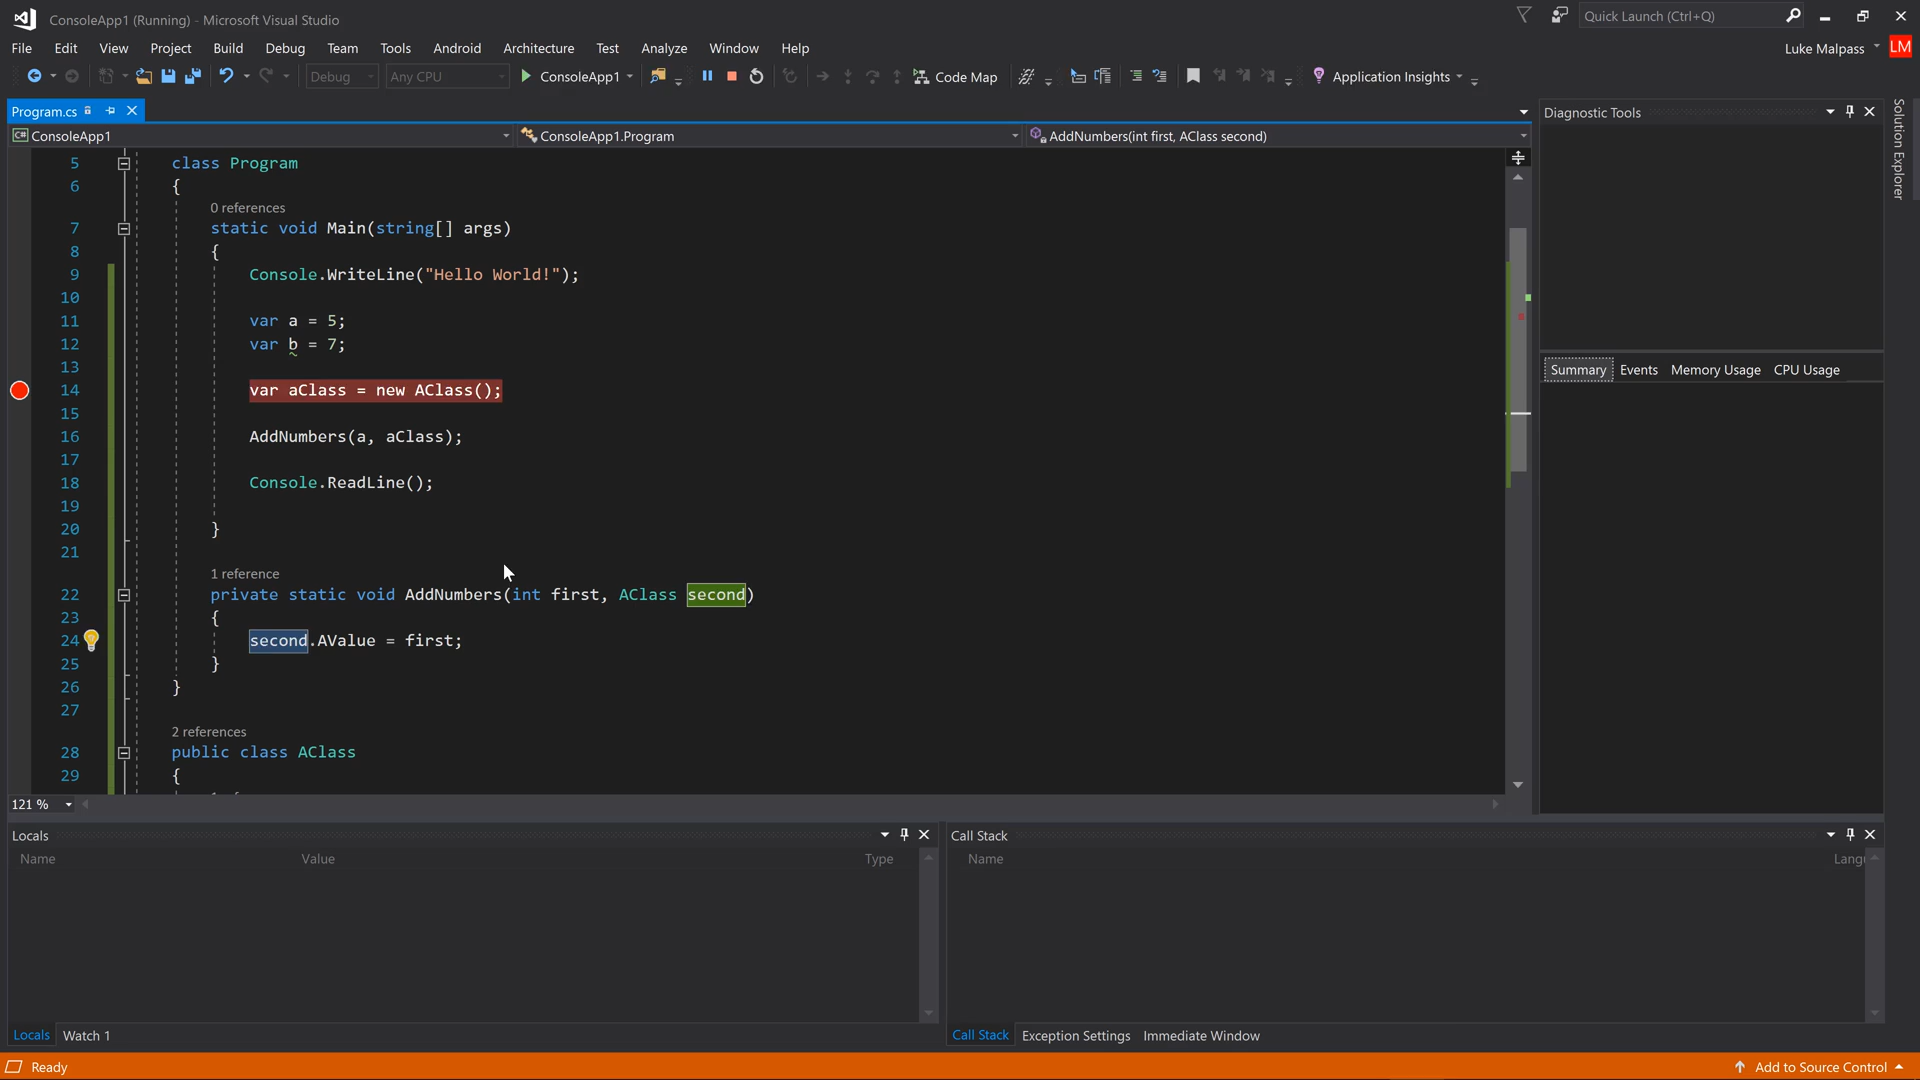 ConsoleApp1 (Running) - Microsoft Visual Studio
Quick Launch (Ctrl+Q)
File Edit View Project Build Debug Team Tools Android Architecture Test Analyze Window Help
Luke Malpass LM
Debug Any CPU ConsoleApp1 Code Map Application Insights
Program.cs
ConsoleApp1 ConsoleApp1.Program AddNumbers(int first, AClass second)
5 class Program
6 {
0 references
7 static void Main(string[] args)
8 {
9 Console.WriteLine("Hello World!");
10
11 var a = 5;
12 var b = 7;
13
14 var aClass = new AClass();
15
16 AddNumbers(a, aClass);
17
18 Console.ReadLine();
19
20 }
21
1 reference
22 private static void AddNumbers(int first, AClass second)
23 {
24 second.AValue = first;
25 }
26 }
27
2 references
28 public class AClass
29 {
121 %
Diagnostic Tools
Summary Events Memory Usage CPU Usage
Solution Explorer
Locals
Name Value Type
Locals Watch 1
Call Stack
Name
Call Stack Exception Settings Immediate Window
Ready
Add to Source Control